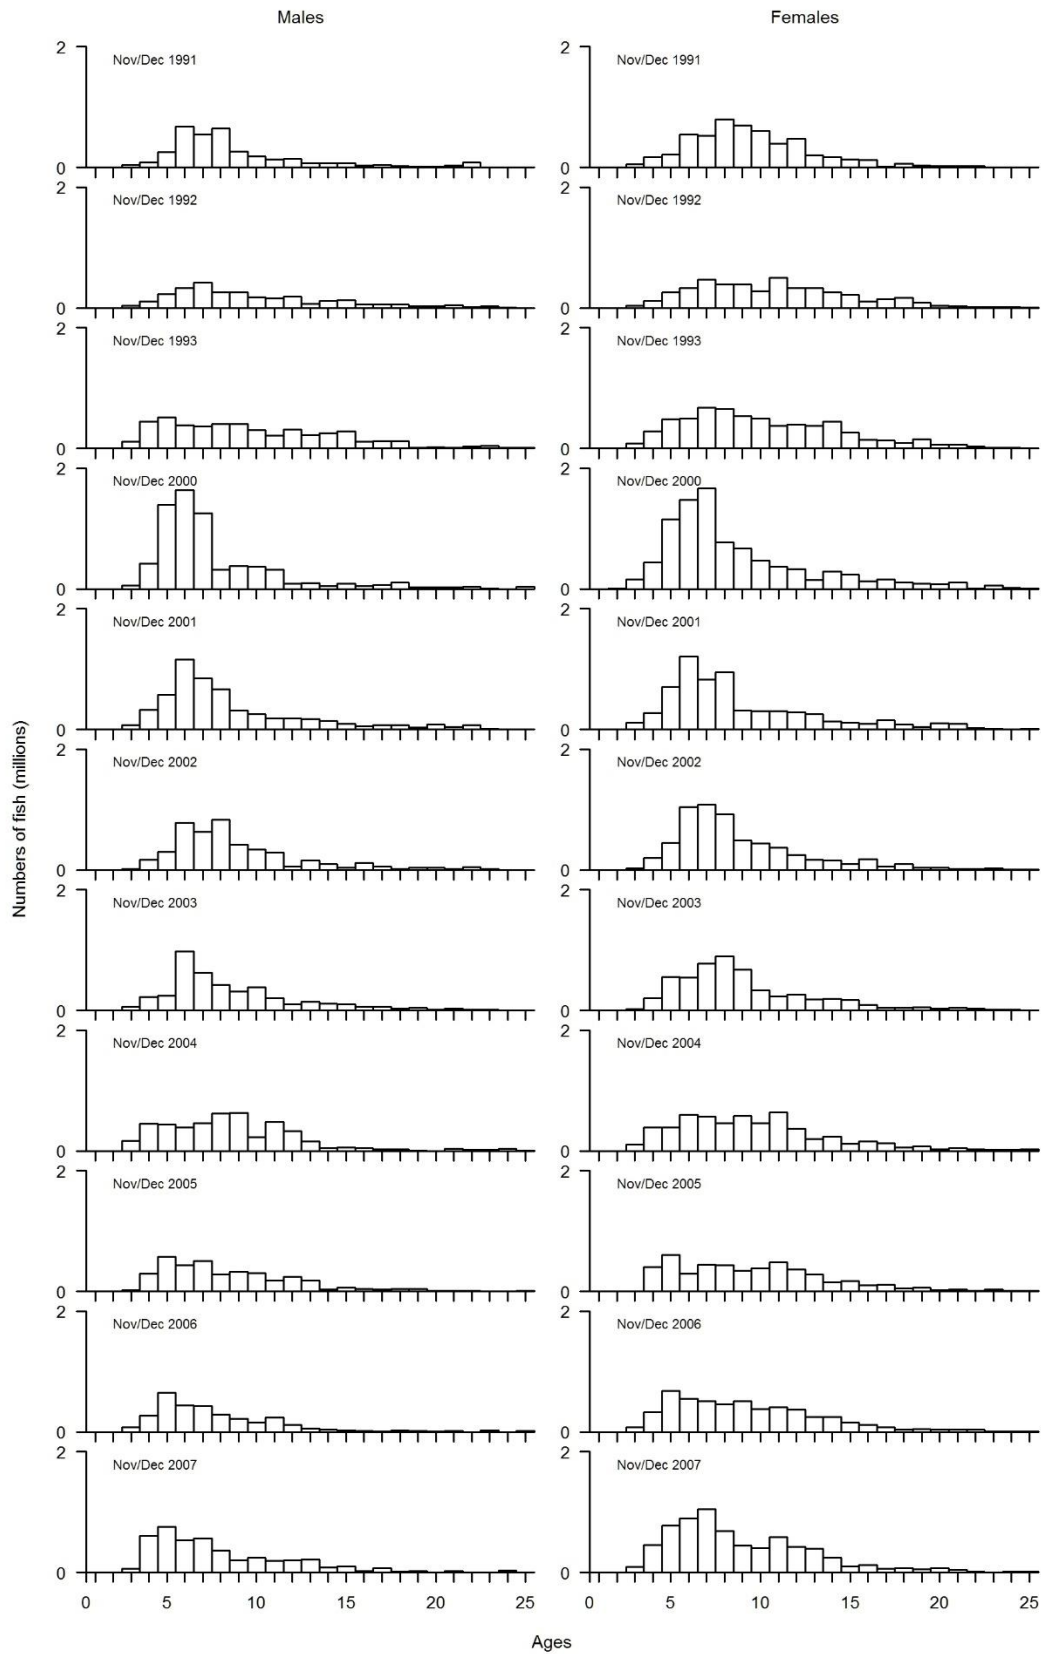 Males Females
2 2
Nov/Dec 1991 Nov/Dec 1991
0 0
2 2
Nov/Dec 1992 Nov/Dec 1992
0 0
2 2
Nov/Dec 1993 Nov/Dec 1993
0 0
2 2
Nov/Dec 2000 Nov/Dec 2000
0 0
2 2
Nov/Dec 2001 Nov/Dec 2001
0 0
2 2
Nov/Dec 2002 Nov/Dec 2002
0 0
2 2
Nov/Dec 2003 Nov/Dec 2003
0 0
2 2
Nov/Dec 2004 Nov/Dec 2004
0 0
2 2
Nov/Dec 2005 Nov/Dec 2005
0 0
2 2
Nov/Dec 2006 Nov/Dec 2006
0 0
2 2
Nov/Dec 2007 Nov/Dec 2007
0 0
0 5 10 15 20 25 0 5 10 15 20 25
Ages
Numbers of fish (millions)